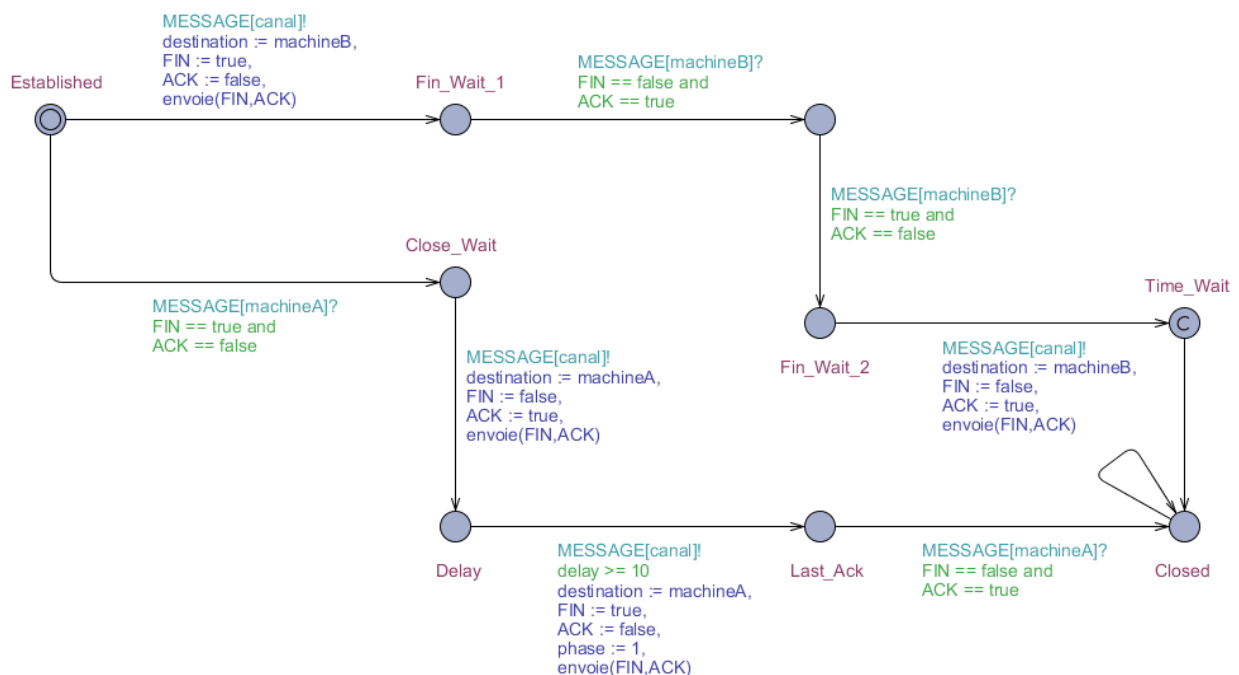 MESSAGE[canal]!
destination := machineB,
FIN := true,
ACK := false,
envoie(FIN,ACK)
Established
Fin_Wait_1
MESSAGE[machineB]?
FIN == false and
ACK == true
MESSAGE[machineB]?
FIN == true and
ACK == false
Close_Wait
MESSAGE[machineA]?
FIN == true and
ACK == false
Time_Wait
C
MESSAGE[canal]!
destination := machineA,
FIN := false,
ACK := true,
envoie(FIN,ACK)
Fin_Wait_2
MESSAGE[canal]!
destination := machineB,
FIN := false,
ACK := true,
envoie(FIN,ACK)
Delay
MESSAGE[canal]!
delay >= 10
destination := machineA,
FIN := true,
ACK := false,
phase := 1,
envoie(FIN,ACK)
Last_Ack
MESSAGE[machineA]?
FIN == false and
ACK == true
Closed